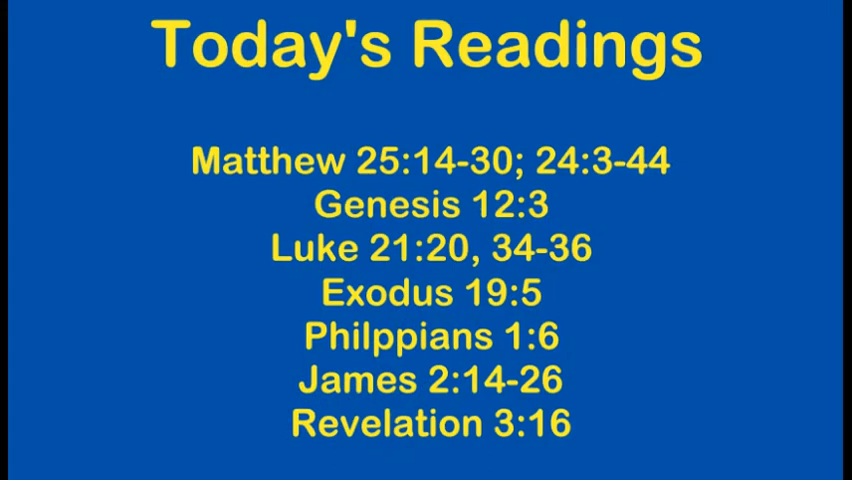 Today's Readings
Matthew 25:14-30; 24:3-44
Genesis 12:3
Luke 21:20, 34-36
Exodus 19:5
Philppians 1:6
James 2:14-26
Revelation 3:16